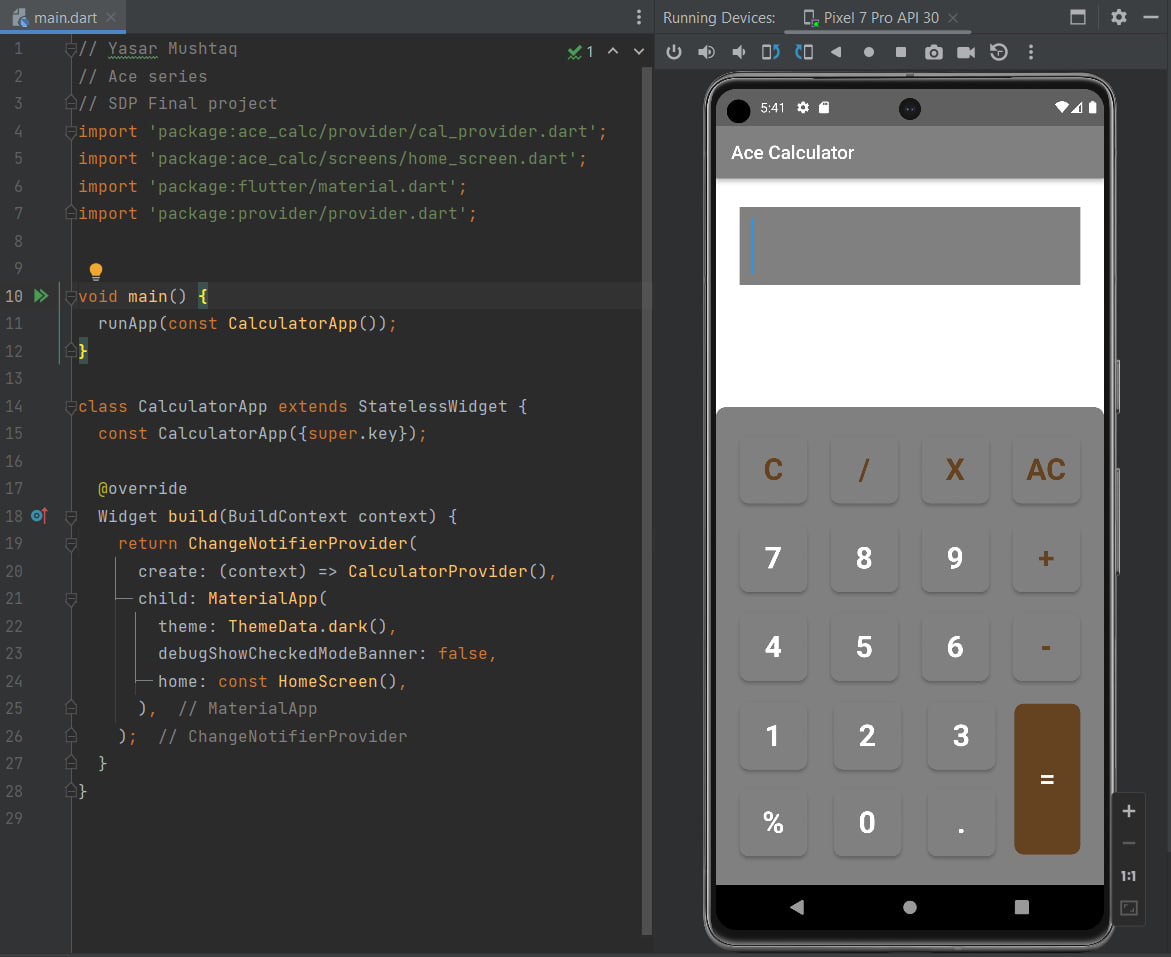 main.dart
1
1 // Yasar Mushtaq
2 // Ace series
3 // SDP Final project
4 import 'package:ace_calc/provider/cal_provider.dart';
5 import 'package:ace_calc/screens/home_screen.dart';
6 import 'package:flutter/material.dart';
7 import 'package:provider/provider.dart';
8
9
10 void main() {
11   runApp(const CalculatorApp());
12 }
13
14 class CalculatorApp extends StatelessWidget {
15   const CalculatorApp({super.key});
16
17   @override
18   Widget build(BuildContext context) {
19     return ChangeNotifierProvider(
20       create: (context) => CalculatorProvider(),
21       child: MaterialApp(
22         theme: ThemeData.dark(),
23         debugShowCheckedModeBanner: false,
24         home: const HomeScreen(),
25       ),  // MaterialApp
26     );  // ChangeNotifierProvider
27   }
28 }
29
Running Devices: Pixel 7 Pro API 30
5:41
Ace Calculator
C / X AC
7 8 9 +
4 5 6 -
1 2 3
=
% 0 .
1:1